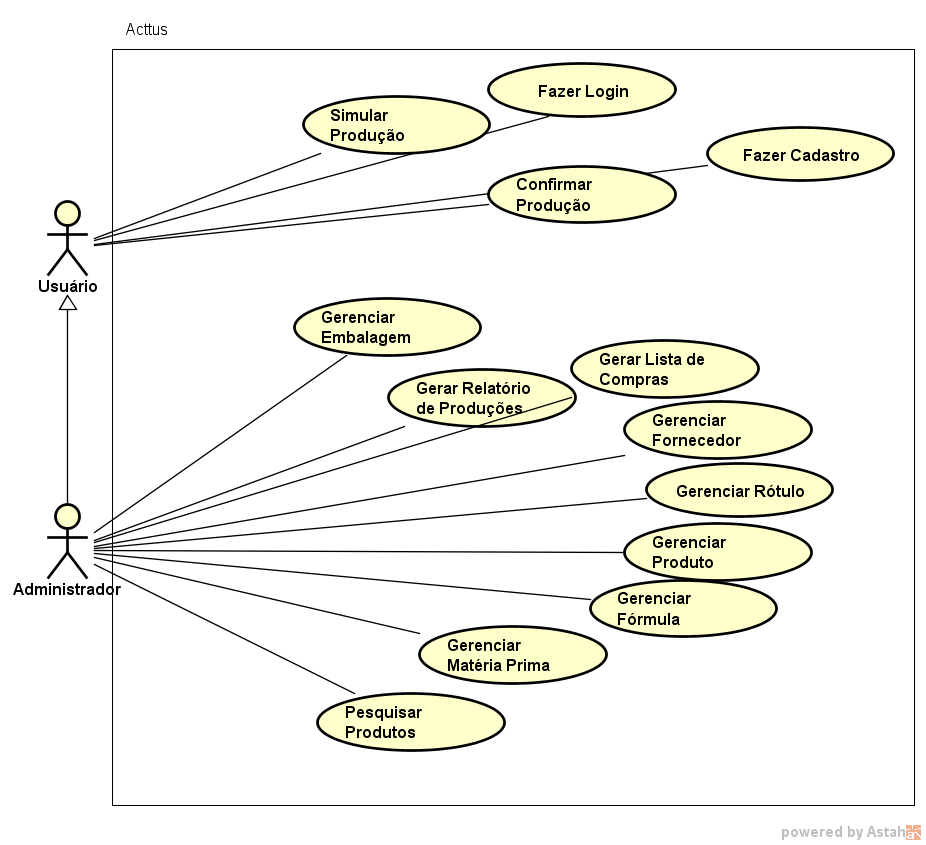 Acttus
Fazer Login
Simular
Produção
Fazer Cadastro
Confirmar
Produção
Usuário
Gerenciar
Embalagem
Gerar Lista de
Compras
Gerar Relatório
de Produções
Gerenciar
Fornecedor
Gerenciar Rótulo
Gerenciar
Produto
Administrador
Gerenciar
Fórmula
Gerenciar
Matéria Prima
Pesquisar
Produtos
powered by Astah